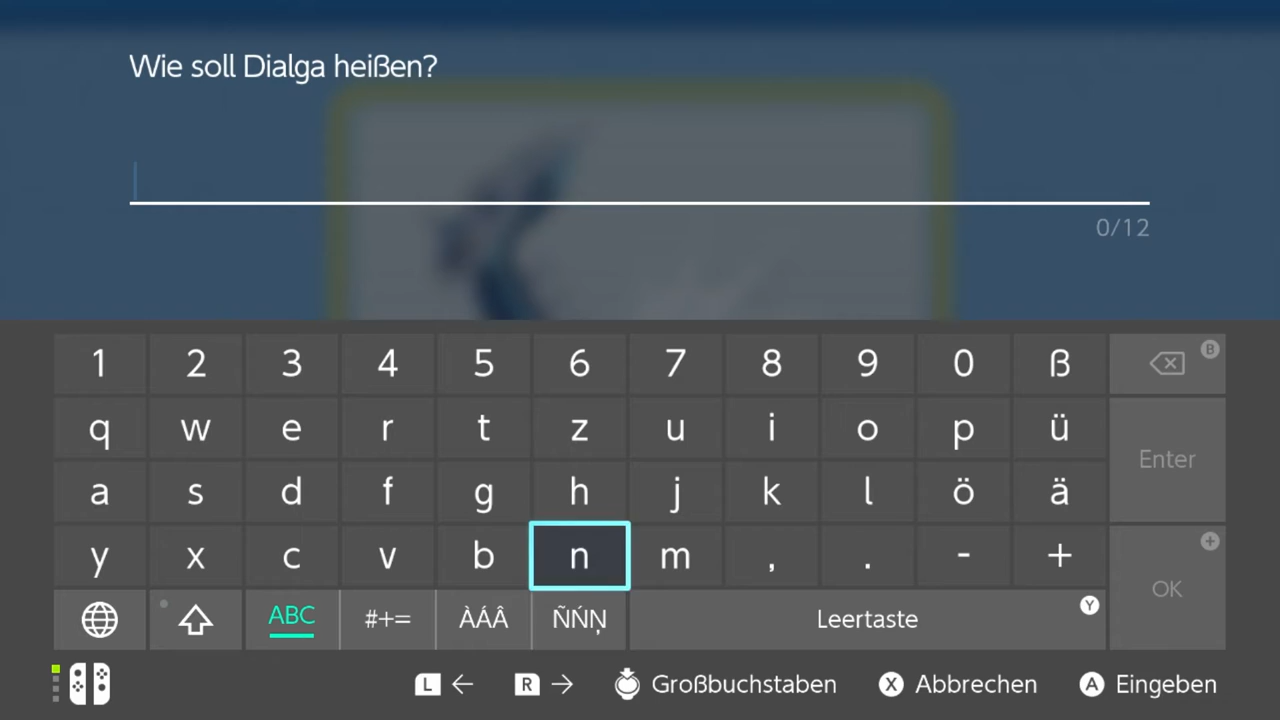 Wie soll Dialga heißen?
0/12
1 2 3 4 5 6 7 8 9 0 ß B
q w e r t z u i o p ü
Enter
a s d f g h j k l ö ä
y x c v b n m , . - +
OK
ABC #+= ÀÁÂ ÑŃŅ Leertaste Y
L ← R → Großbuchstaben X Abbrechen A Eingeben